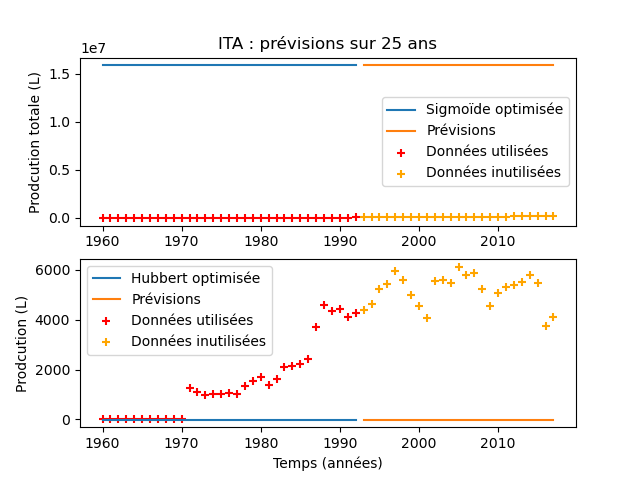 ITA : prévisions sur 25 ans
1e7
1.5
1.0
0.5
0.0
Prodcution totale (L)
Sigmoïde optimisée
Prévisions
Données utilisées
Données inutilisées
1960 1970 1980 1990 2000 2010
6000
4000
2000
0
Prodcution (L)
Hubbert optimisée
Prévisions
Données utilisées
Données inutilisées
1960 1970 1980 1990 2000 2010
Temps (années)